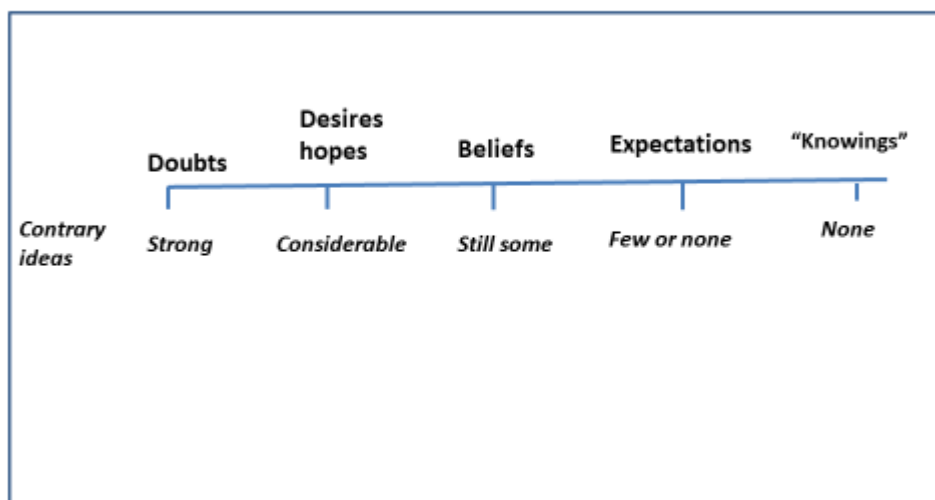 Doubts
Desires
hopes
Beliefs
Expectations
“Knowings”
Contrary
ideas
Strong
Considerable
Still some
Few or none
None